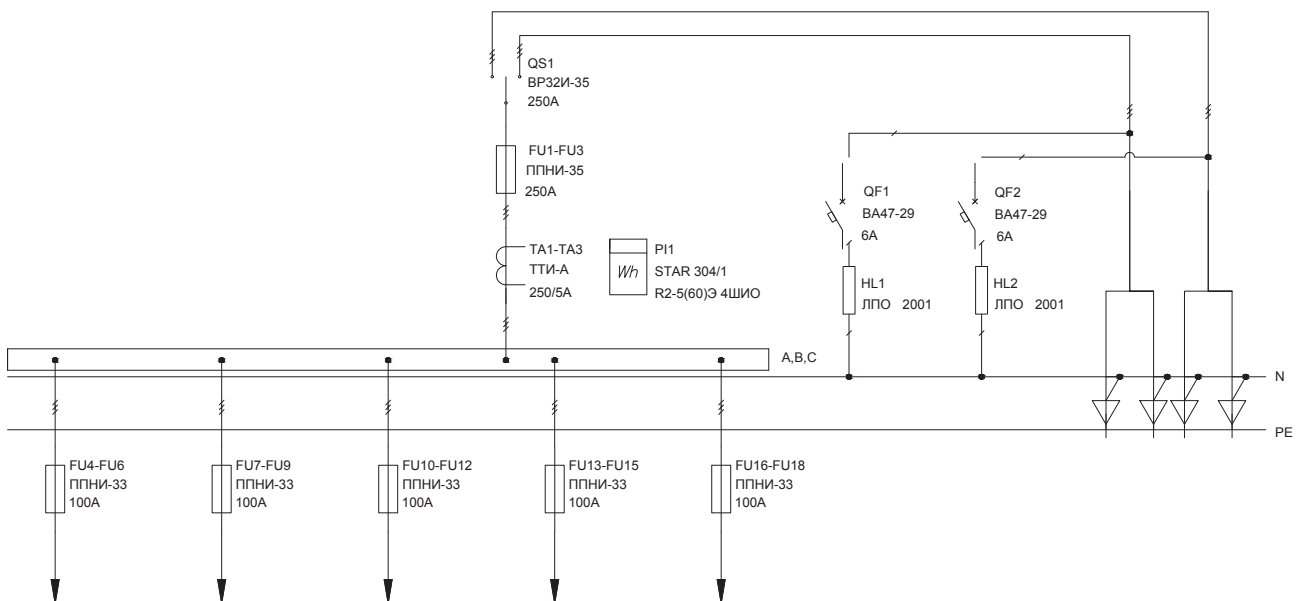 QS1
ВР32И-35
250А
FU1-FU3
ППНИ-35
250А
TA1-TA3
ТТИ-А
250/5А
PI1
Wh
STAR 304/1
R2-5(60)Э 4ШИО
QF1
ВА47-29
6А
QF2
ВА47-29
6А
HL1
ЛПО 2001
HL2
ЛПО 2001
A,B,C
N
PE
FU4-FU6
ППНИ-33
100А
FU7-FU9
ППНИ-33
100А
FU10-FU12
ППНИ-33
100А
FU13-FU15
ППНИ-33
100А
FU16-FU18
ППНИ-33
100А